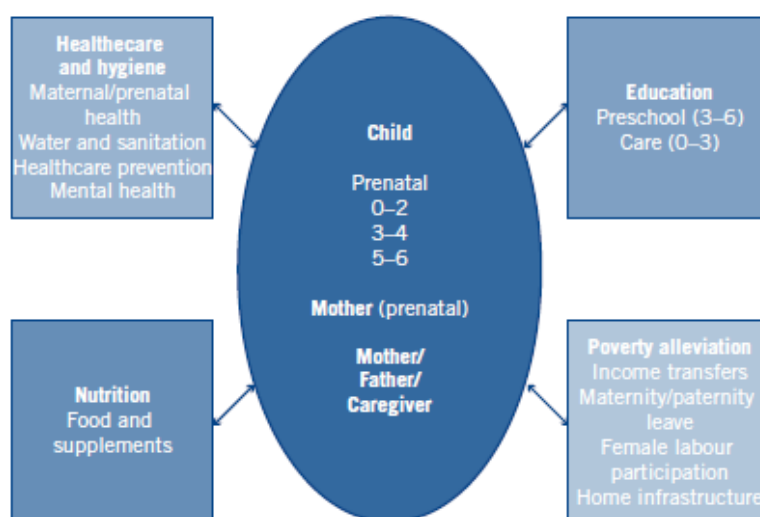 Healthecare
and hygiene
Maternal/prenatal
health
Water and sanitation
Healthcare prevention
Mental health
Child
Prenatal
0–2
3–4
5–6
Mother (prenatal)
Mother/
Father/
Caregiver
Education
Preschool (3–6)
Care (0–3)
Nutrition
Food and
supplements
Poverty alleviation
Income transfers
Maternity/paternity
leave
Female labour
participation
Home infrastructure